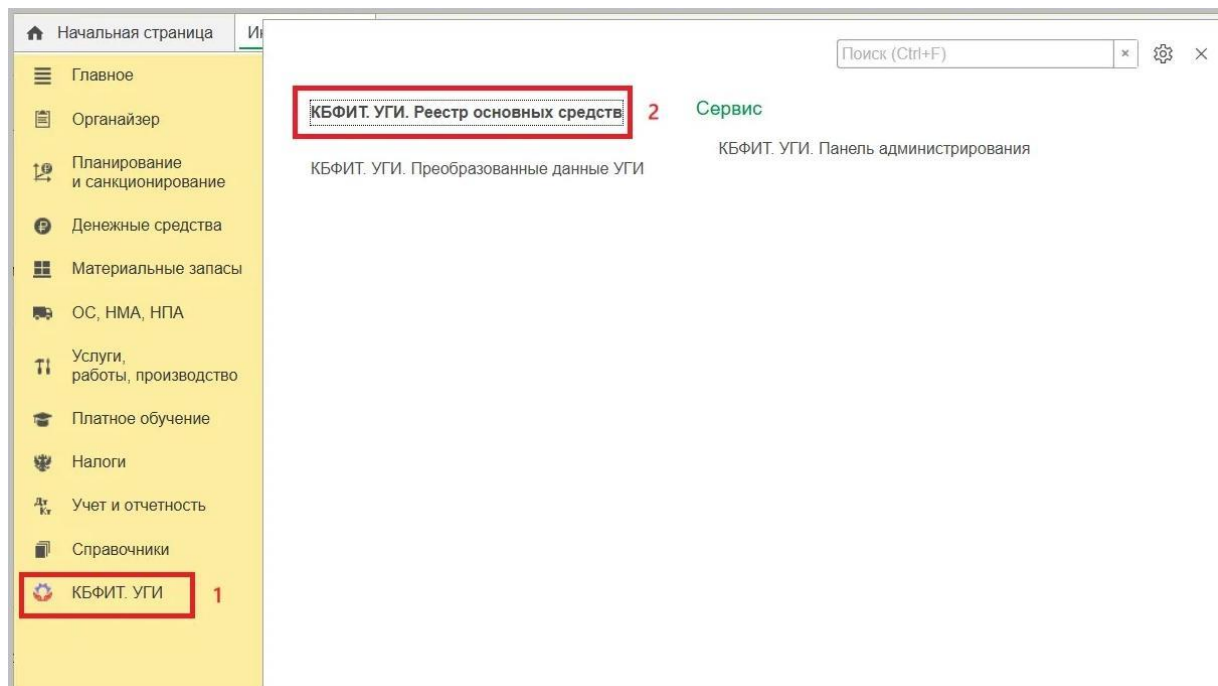 Начальная страница
Главное
Органайзер
Планирование
и санкционирование
Денежные средства
Материальные запасы
ОС, НМА, НПА
Услуги,
работы, производство
Платное обучение
Налоги
Дт
Кт
Учет и отчетность
Справочники
КБФИТ. УГИ
1
Поиск (Ctrl+F)
×
КБФИТ. УГИ. Реестр основных средств
2
КБФИТ. УГИ. Преобразованные данные УГИ
Сервис
КБФИТ. УГИ. Панель администрирования